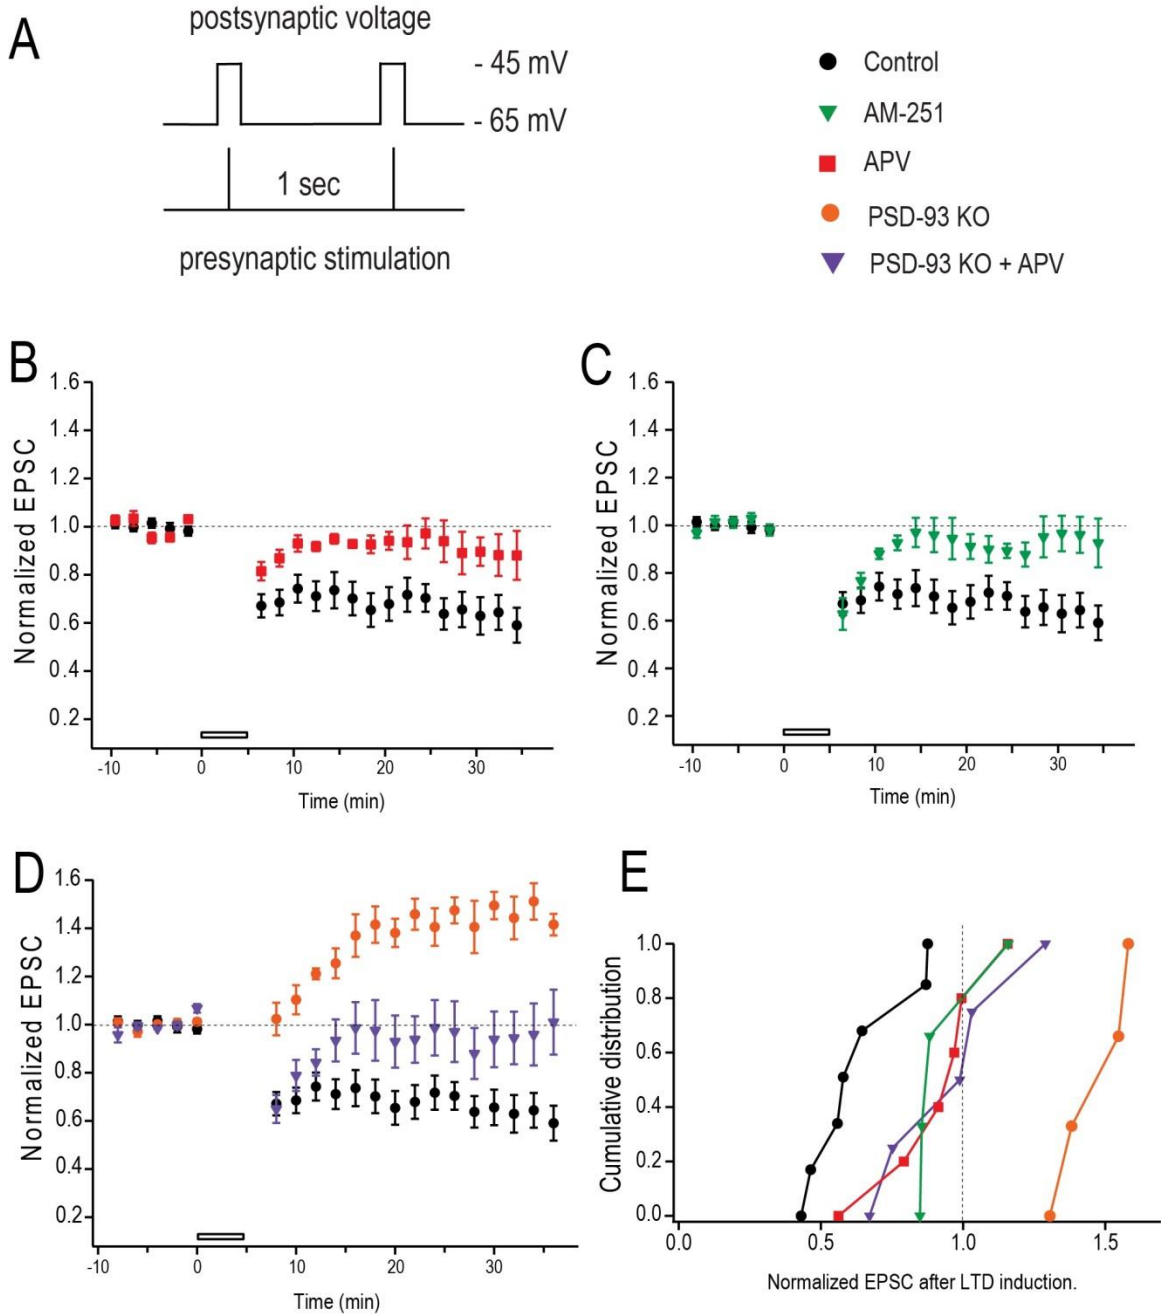 A
postsynaptic voltage
- 45 mV
- 65 mV
1 sec
presynaptic stimulation
Control
AM-251
APV
PSD-93 KO
PSD-93 KO + APV
B
1.6
1.4
1.2
1.0
0.8
0.6
0.4
0.2
Normalized EPSC
-10 0 10 20 30
Time (min)
C
1.6
1.4
1.2
1.0
0.8
0.6
0.4
0.2
Normalized EPSC
-10 0 10 20 30
Time (min)
D
1.6
1.4
1.2
1.0
0.8
0.6
0.4
0.2
Normalized EPSC
-10 0 10 20 30
Time (min)
E
1.0
0.8
0.6
0.4
0.2
0.0
Cumulative distribution
0.0 0.5 1.0 1.5
Normalized EPSC after LTD induction.